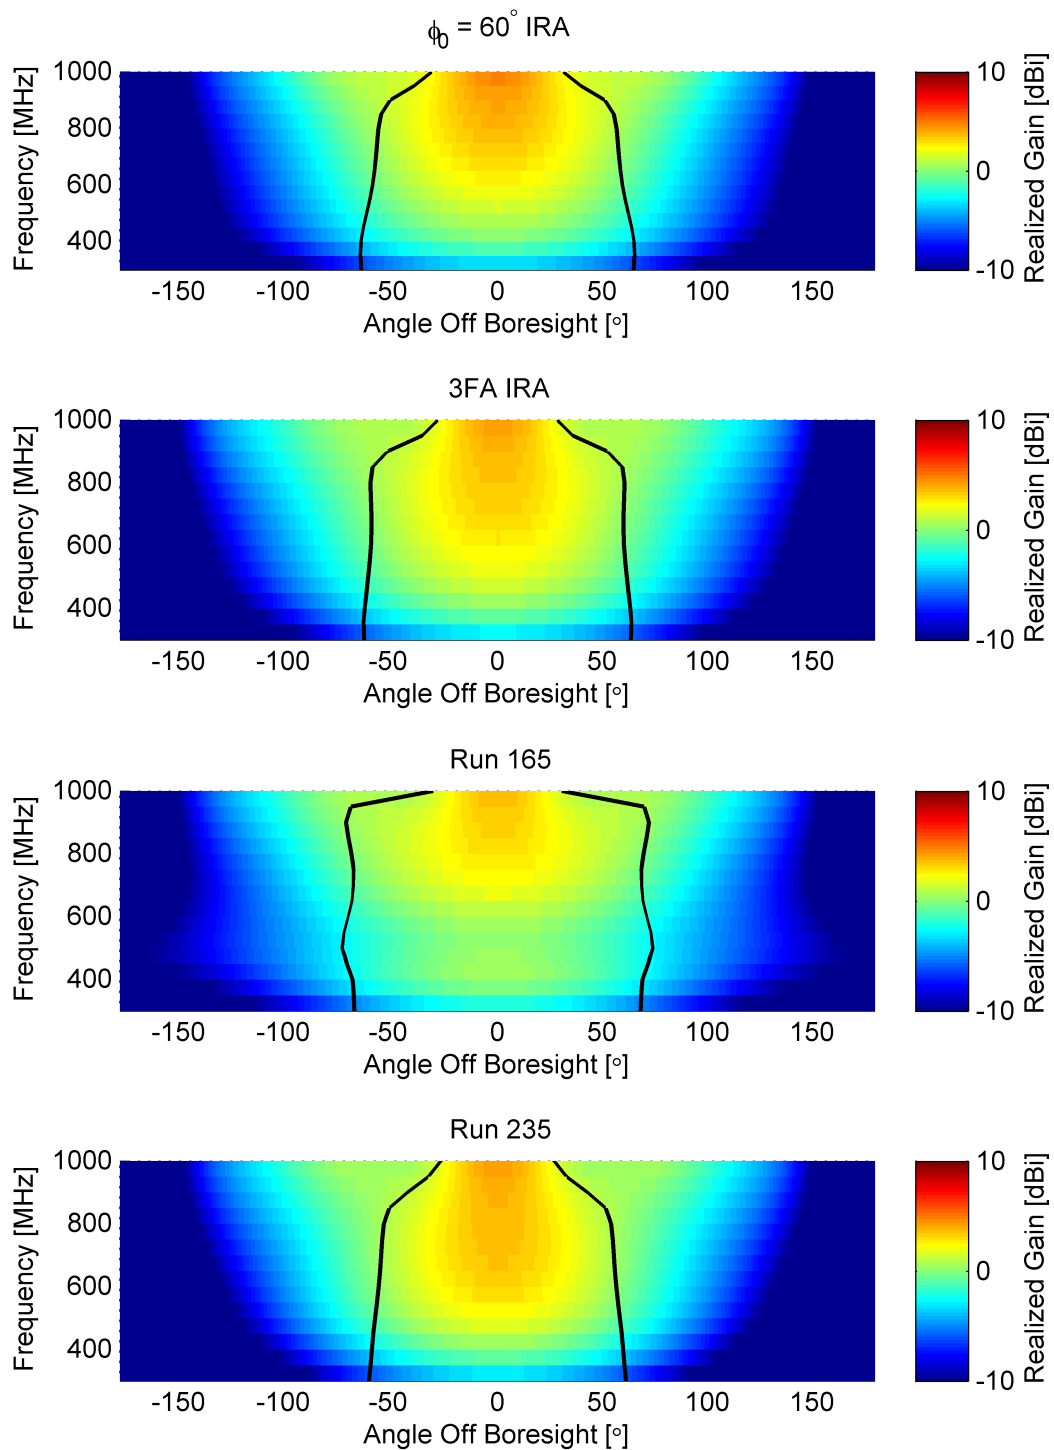 ϕ0 = 60° IRA
1000
800
600
400
Frequency [MHz]
-150 -100 -50 0 50 100 150
Angle Off Boresight [°]
10
0
-10
Realized Gain [dBi]
3FA IRA
1000
800
600
400
Frequency [MHz]
-150 -100 -50 0 50 100 150
Angle Off Boresight [°]
10
0
-10
Realized Gain [dBi]
Run 165
1000
800
600
400
Frequency [MHz]
-150 -100 -50 0 50 100 150
Angle Off Boresight [°]
10
0
-10
Realized Gain [dBi]
Run 235
1000
800
600
400
Frequency [MHz]
-150 -100 -50 0 50 100 150
Angle Off Boresight [°]
10
0
-10
Realized Gain [dBi]